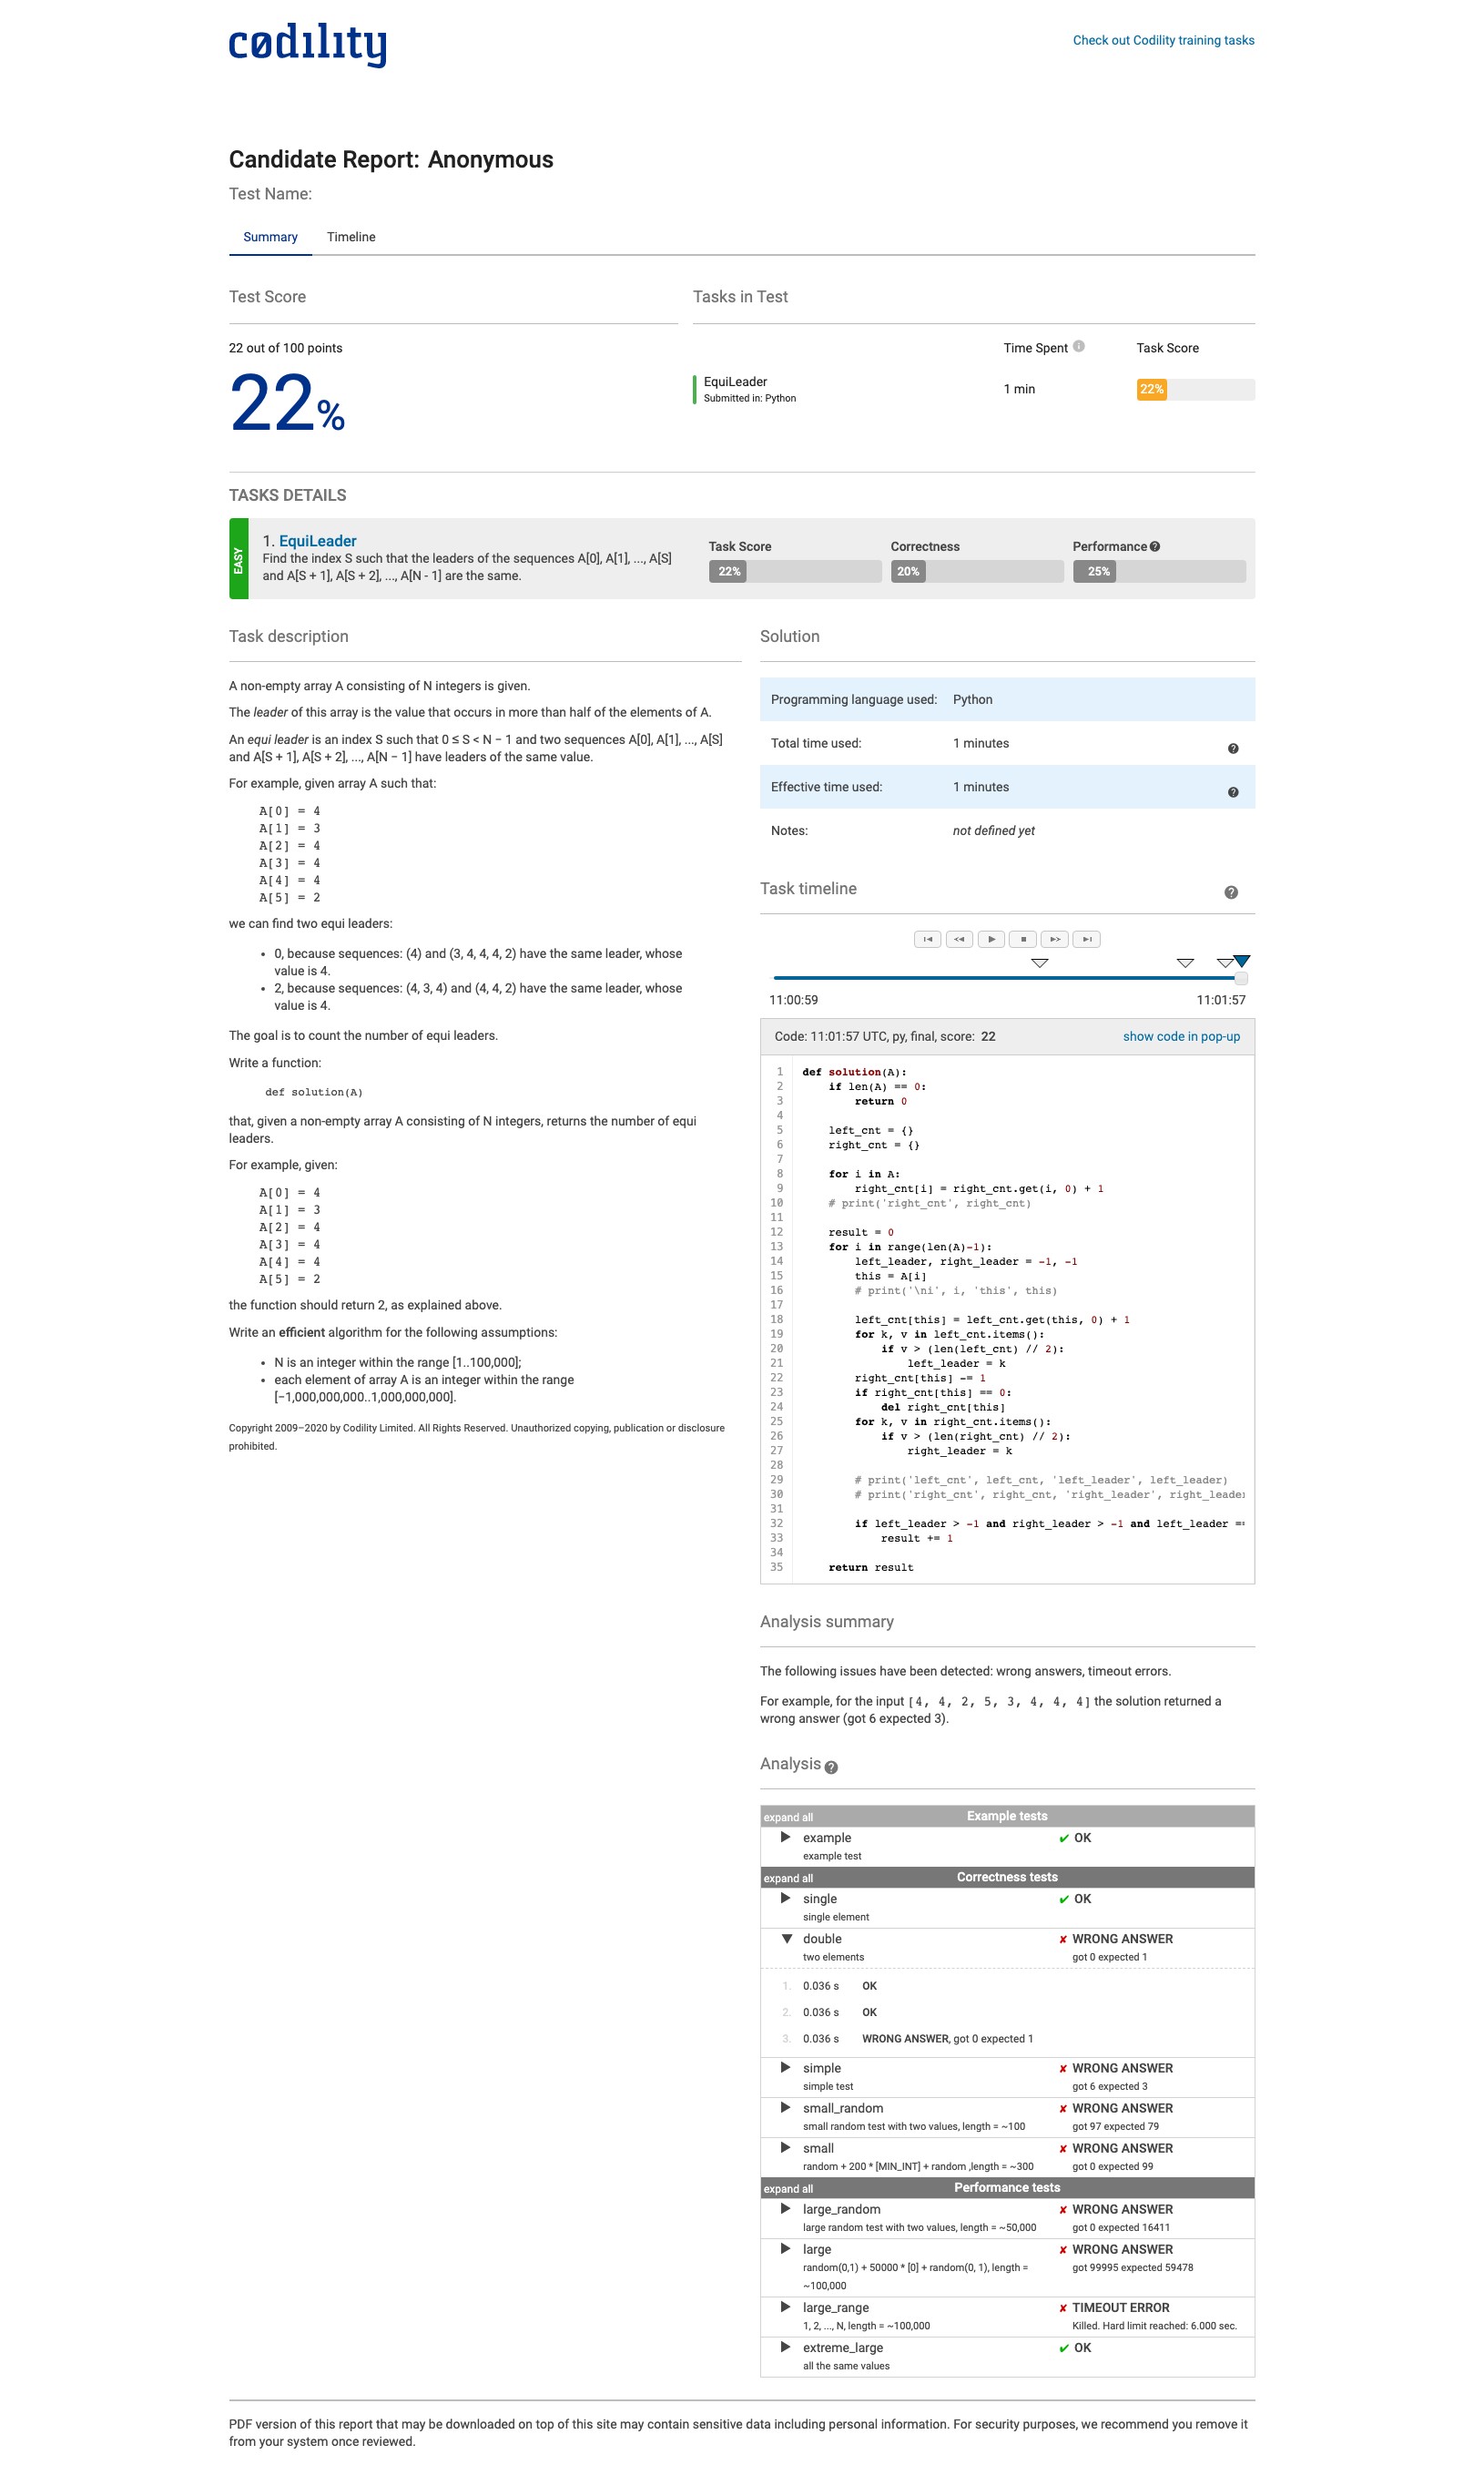 codility
Check out Codility training tasks
Candidate Report: Anonymous
Test Name:
Summary Timeline
Test Score
22 out of 100 points
22%
Tasks in Test
Time Spent Task Score
EquiLeader
Submitted in: Python
1 min 22%
TASKS DETAILS
EASY
1. EquiLeader
Find the index S such that the leaders of the sequences A[0], A[1], ..., A[S]
and A[S + 1], A[S + 2], ..., A[N - 1] are the same.
Task Score Correctness Performance
22% 20% 25%
Task description
A non-empty array A consisting of N integers is given.
The leader of this array is the value that occurs in more than half of the elements of A.
An equi leader is an index S such that 0 ≤ S < N − 1 and two sequences A[0], A[1], ..., A[S]
and A[S + 1], A[S + 2], ..., A[N − 1] have leaders of the same value.
For example, given array A such that:
A[0] = 4
A[1] = 3
A[2] = 4
A[3] = 4
A[4] = 4
A[5] = 2
we can find two equi leaders:
• 0, because sequences: (4) and (3, 4, 4, 4, 2) have the same leader, whose
value is 4.
• 2, because sequences: (4, 3, 4) and (4, 4, 2) have the same leader, whose
value is 4.
The goal is to count the number of equi leaders.
Write a function:
def solution(A)
that, given a non-empty array A consisting of N integers, returns the number of equi
leaders.
For example, given:
A[0] = 4
A[1] = 3
A[2] = 4
A[3] = 4
A[4] = 4
A[5] = 2
the function should return 2, as explained above.
Write an efficient algorithm for the following assumptions:
• N is an integer within the range [1..100,000];
• each element of array A is an integer within the range
[−1,000,000,000..1,000,000,000].
Copyright 2009–2020 by Codility Limited. All Rights Reserved. Unauthorized copying, publication or disclosure
prohibited.
Solution
Programming language used: Python
Total time used: 1 minutes
Effective time used: 1 minutes
Notes: not defined yet
Task timeline
11:00:59 11:01:57
Code: 11:01:57 UTC, py, final, score: 22 show code in pop-up
1 def solution(A):
2 if len(A) == 0:
3 return 0
4
5 left_cnt = {}
6 right_cnt = {}
7
8 for i in A:
9 right_cnt[i] = right_cnt.get(i, 0) + 1
10 # print('right_cnt', right_cnt)
11
12 result = 0
13 for i in range(len(A)-1):
14 left_leader, right_leader = -1, -1
15 this = A[i]
16 # print('\ni', i, 'this', this)
17
18 left_cnt[this] = left_cnt.get(this, 0) + 1
19 for k, v in left_cnt.items():
20 if v > (len(left_cnt) // 2):
21 left_leader = k
22 right_cnt[this] -= 1
23 if right_cnt[this] == 0:
24 del right_cnt[this]
25 for k, v in right_cnt.items():
26 if v > (len(right_cnt) // 2):
27 right_leader = k
28
29 # print('left_cnt', left_cnt, 'left_leader', left_leader)
30 # print('right_cnt', right_cnt, 'right_leader', right_leader
31
32 if left_leader > -1 and right_leader > -1 and left_leader ==
33 result += 1
34
35 return result
Analysis summary
The following issues have been detected: wrong answers, timeout errors.
For example, for the input [4, 4, 2, 5, 3, 4, 4, 4] the solution returned a
wrong answer (got 6 expected 3).
Analysis
expand all Example tests
example ✔ OK
example test
expand all Correctness tests
single ✔ OK
single element
double ✘ WRONG ANSWER
two elements got 0 expected 1
1. 0.036 s OK
2. 0.036 s OK
3. 0.036 s WRONG ANSWER, got 0 expected 1
simple ✘ WRONG ANSWER
simple test got 6 expected 3
small_random ✘ WRONG ANSWER
small random test with two values, length = ~100 got 97 expected 79
small ✘ WRONG ANSWER
random + 200 * [MIN_INT] + random ,length = ~300 got 0 expected 99
expand all Performance tests
large_random ✘ WRONG ANSWER
large random test with two values, length = ~50,000 got 0 expected 16411
large ✘ WRONG ANSWER
random(0,1) + 50000 * [0] + random(0, 1), length = got 99995 expected 59478
~100,000
large_range ✘ TIMEOUT ERROR
1, 2, ..., N, length = ~100,000 Killed. Hard limit reached: 6.000 sec.
extreme_large ✔ OK
all the same values
PDF version of this report that may be downloaded on top of this site may contain sensitive data including personal information. For security purposes, we recommend you remove it
from your system once reviewed.